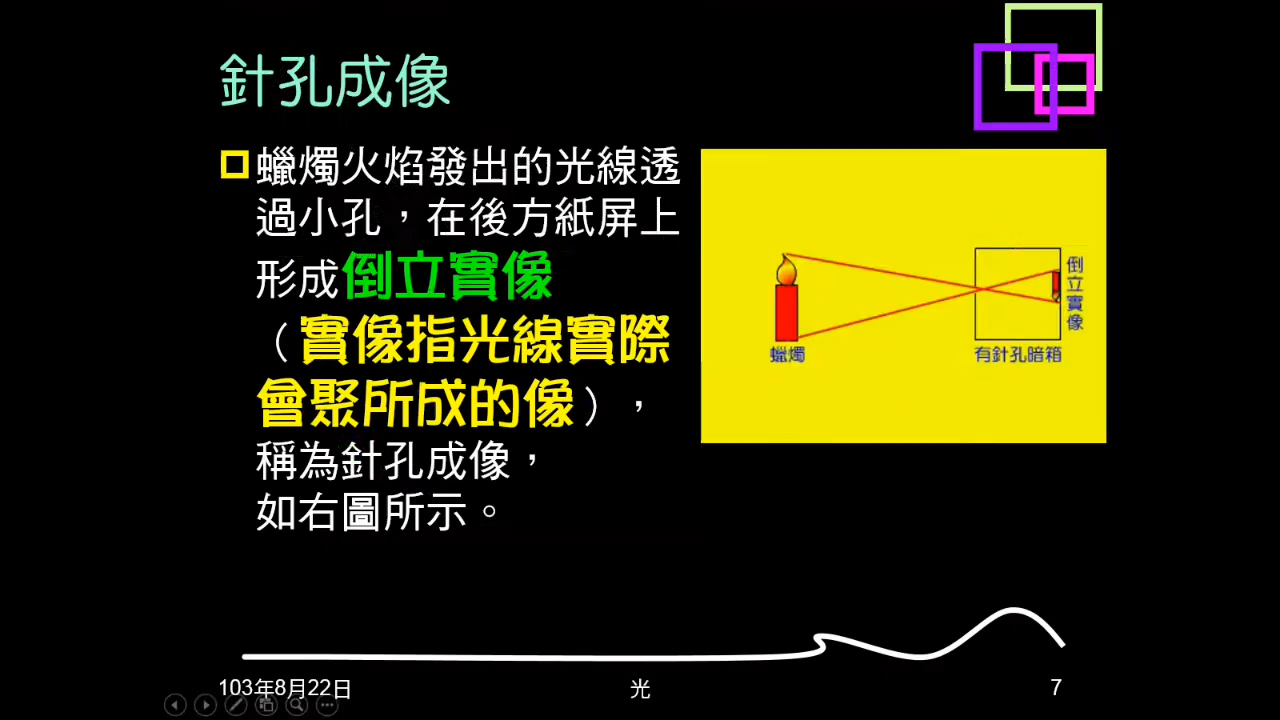 針孔成像
蠟燭火焰發出的光線透
過小孔，在後方紙屏上
形成倒立實像
（實像指光線實際
會聚所成的像），
稱為針孔成像，
如右圖所示。
倒立實像
蠟燭
有針孔暗箱
103年8月22日
光
7